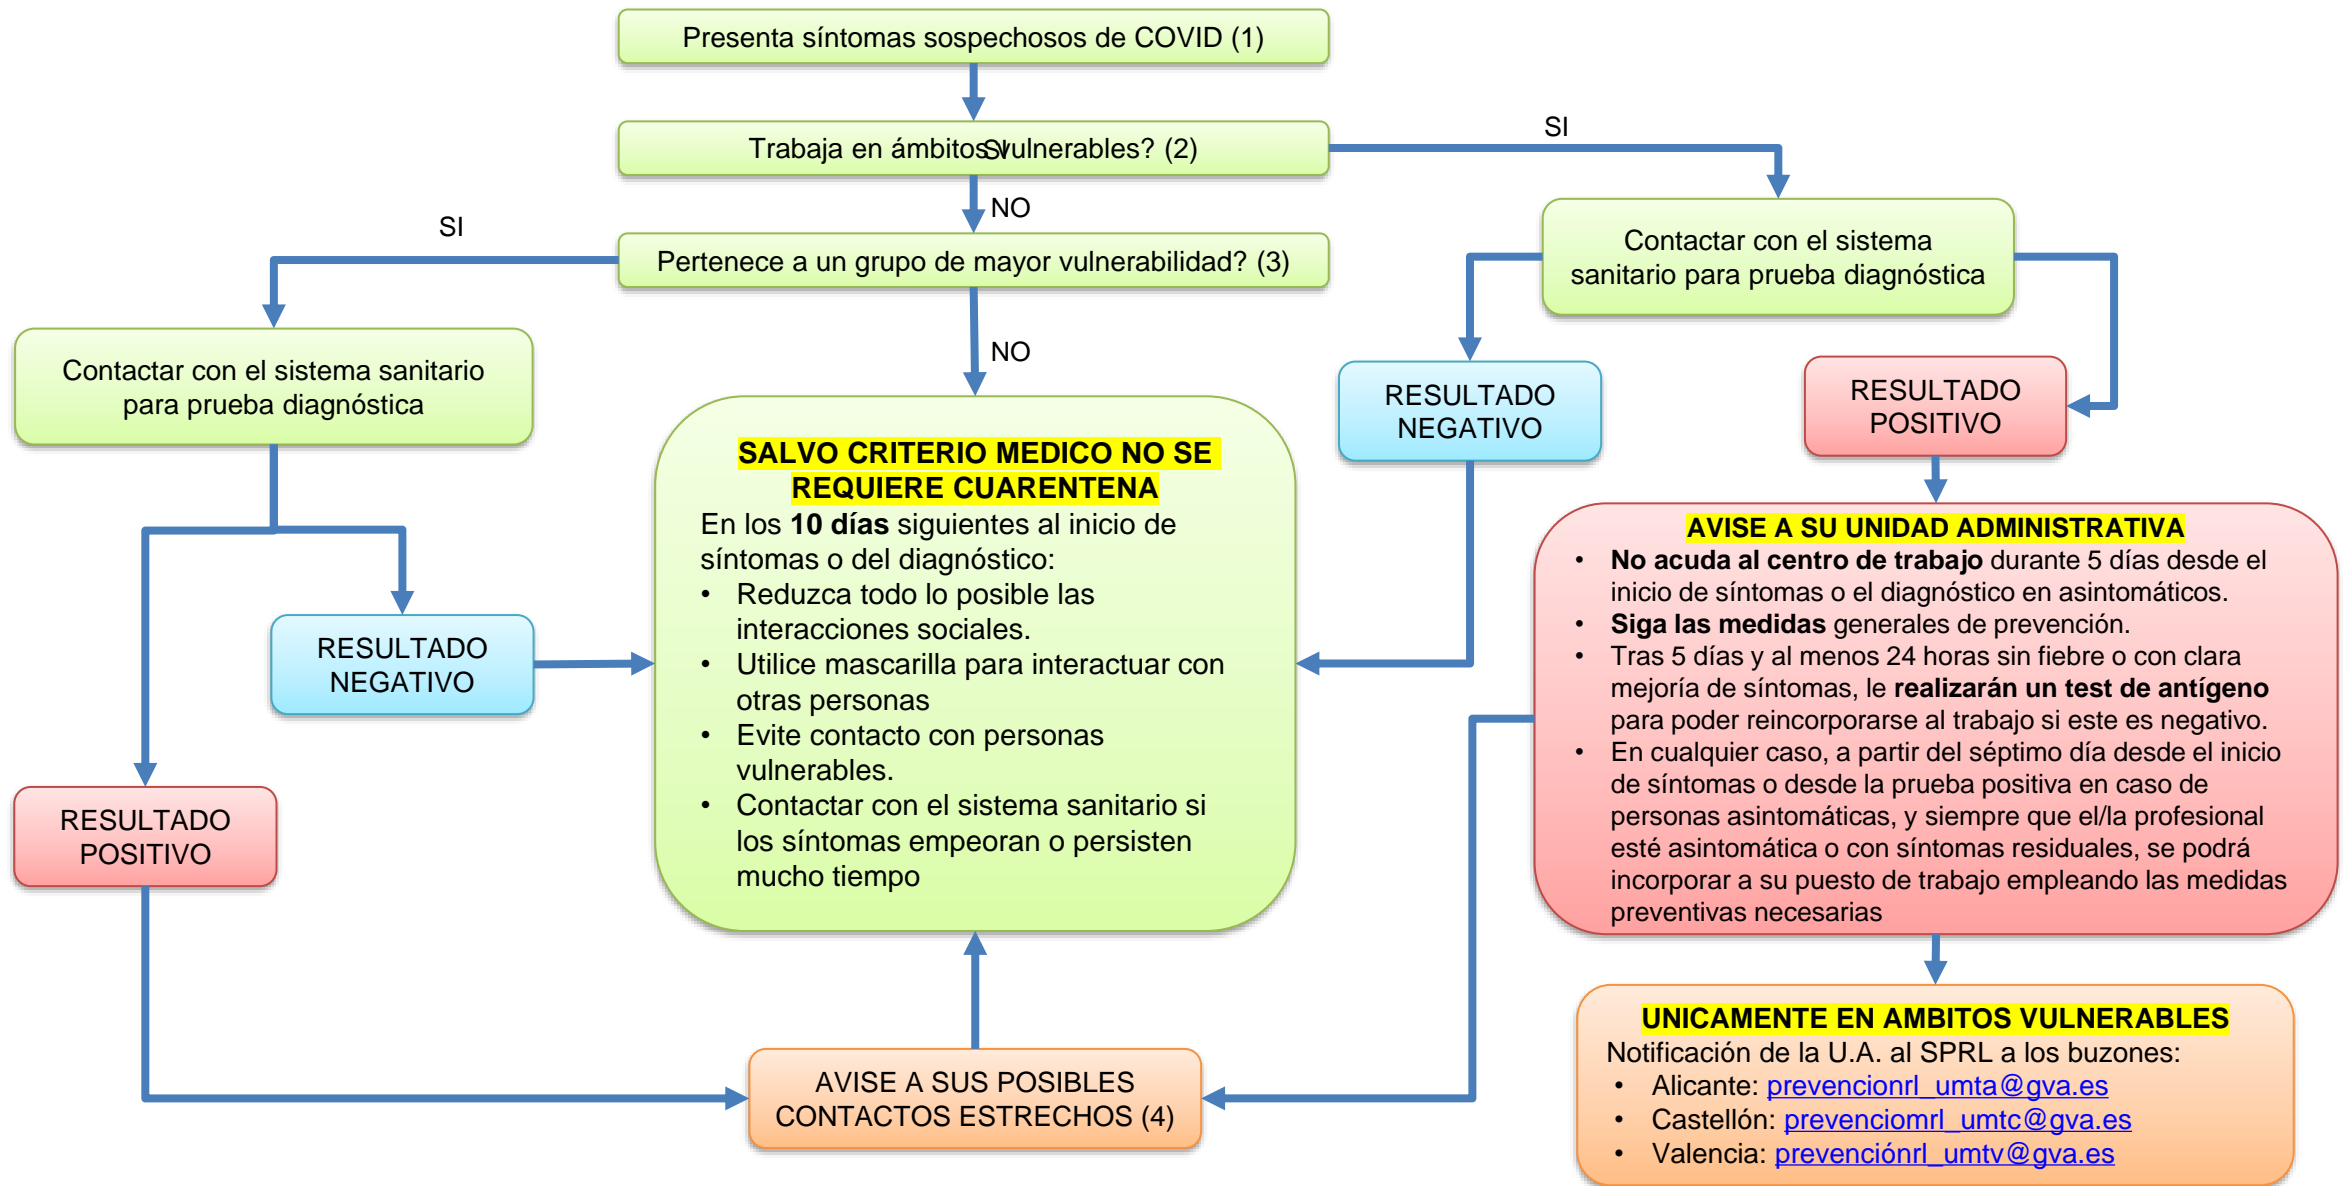 Presenta síntomas sospechosos de COVID (1)
SI
Trabaja en ámbitos vulnerables? (2)
SI
NO
SI
Pertenece a un grupo de mayor vulnerabilidad? (3)
Contactar con el sistema
sanitario para prueba diagnóstica
NO
Contactar con el sistema sanitario
para prueba diagnóstica
RESULTADO
NEGATIVO
RESULTADO
POSITIVO
SALVO CRITERIO MEDICO NO SE
REQUIERE CUARENTENA
En los 10 días siguientes al inicio de
síntomas o del diagnóstico:
• Reduzca todo lo posible las
interacciones sociales.
• Utilice mascarilla para interactuar con
otras personas
• Evite contacto con personas
vulnerables.
• Contactar con el sistema sanitario si
los síntomas empeoran o persisten
mucho tiempo
AVISE A SU UNIDAD ADMINISTRATIVA
• No acuda al centro de trabajo durante 5 días desde el
inicio de síntomas o el diagnóstico en asintomáticos.
• Siga las medidas generales de prevención.
• Tras 5 días y al menos 24 horas sin fiebre o con clara
mejoría de síntomas, le realizarán un test de antígeno
para poder reincorporarse al trabajo si este es negativo.
• En cualquier caso, a partir del séptimo día desde el inicio
de síntomas o desde la prueba positiva en caso de
personas asintomáticas, y siempre que el/la profesional
esté asintomática o con síntomas residuales, se podrá
incorporar a su puesto de trabajo empleando las medidas
preventivas necesarias
RESULTADO
NEGATIVO
RESULTADO
POSITIVO
AVISE A SUS POSIBLES
CONTACTOS ESTRECHOS (4)
UNICAMENTE EN AMBITOS VULNERABLES
Notificación de la U.A. al SPRL a los buzones:
• Alicante: prevencionrl_umta@gva.es
• Castellón: prevenciomrl_umtc@gva.es
• Valencia: prevenciónrl_umtv@gva.es